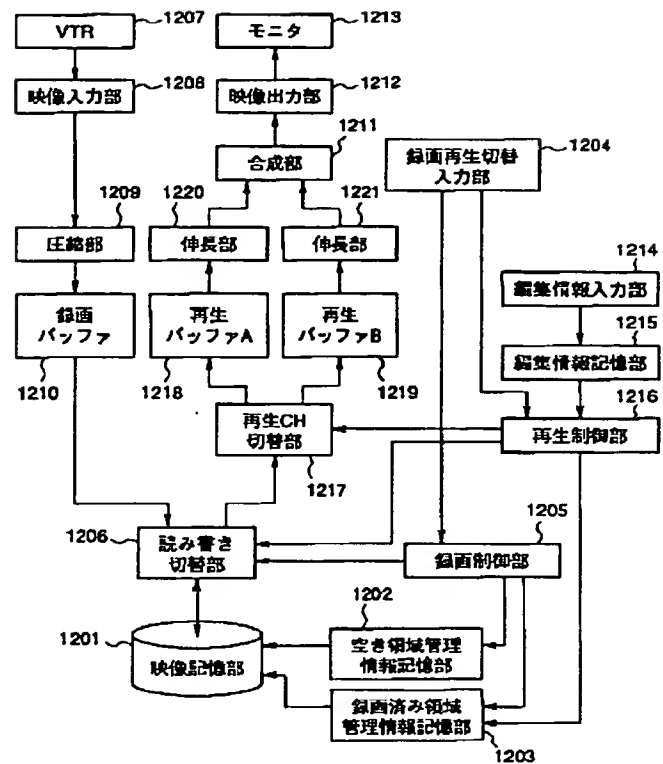 VTR
1207
モニタ
1213
映像入力部
1208
映像出力部
1212
合成部
1211
録画再生切替
入力部
1204
圧縮部
1209
伸長部
1220
伸長部
1221
編集情報入力部
1214
録画
バッファ
1210
再生
バッファA
1218
再生
バッファB
1219
編集情報記憶部
1215
再生制御部
1216
再生CH
切替部
1217
1206
読み書き
切替部
録画制御部
1205
1201
映像記憶部
1202
空き領域管理
情報記憶部
録画済み領域
管理情報記憶部
1203